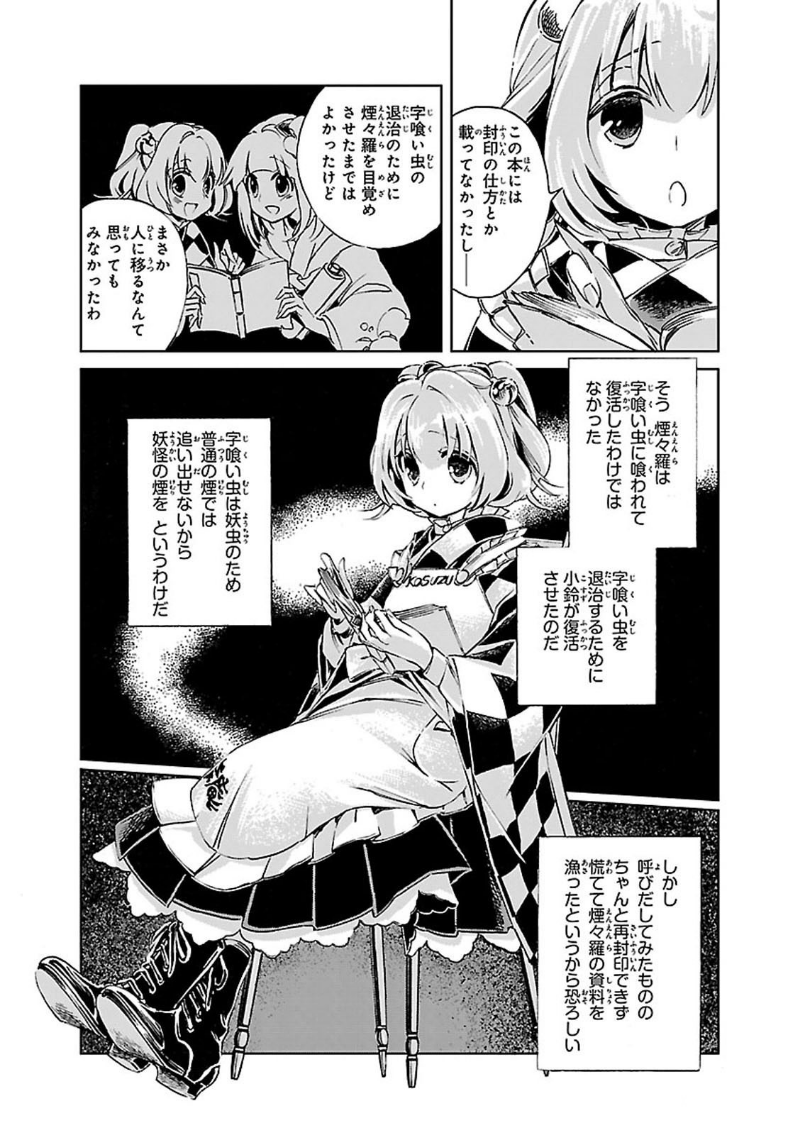 この本には
封印の仕方とか
載ってなかったし――
字喰い虫の
退治のために
煙々羅を目覚め
させたまでは
よかったけど
まさか
人に移るなんて
思っても
みなかったわ
そう 煙々羅は
字喰い虫に喰われて
復活したわけでは
なかった
字喰い虫を
退治するために
小鈴が復活
させたのだ
字喰い虫は妖虫のため
普通の煙では
追い出せないから
妖怪の煙を というわけだ
KOSUZU
しかし
呼びだしてみたものの
ちゃんと再封印できず
慌てて煙々羅の資料を
漁ったというから恐ろしい